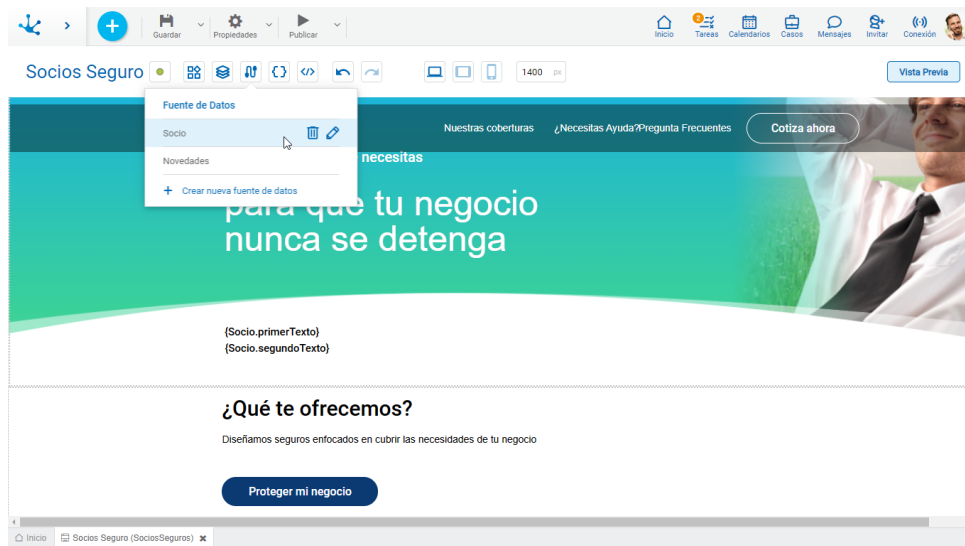 Guardar
Propiedades
Publicar
Inicio
2
Tareas
Calendarios
Casos
Mensajes
Invitar
Conexión
Socios Seguro
1400 px
Vista Previa
Fuente de Datos
Socio
Novedades
+ Crear nueva fuente de datos
Nuestras coberturas
¿Necesitas Ayuda?Pregunta Frecuentes
Cotiza ahora
necesitas
para que tu negocio
nunca se detenga
{Socio.primerTexto}
{Socio.segundoTexto}
¿Qué te ofrecemos?
Diseñamos seguros enfocados en cubrir las necesidades de tu negocio
Proteger mi negocio
Inicio
Socios Seguro (SociosSeguros)